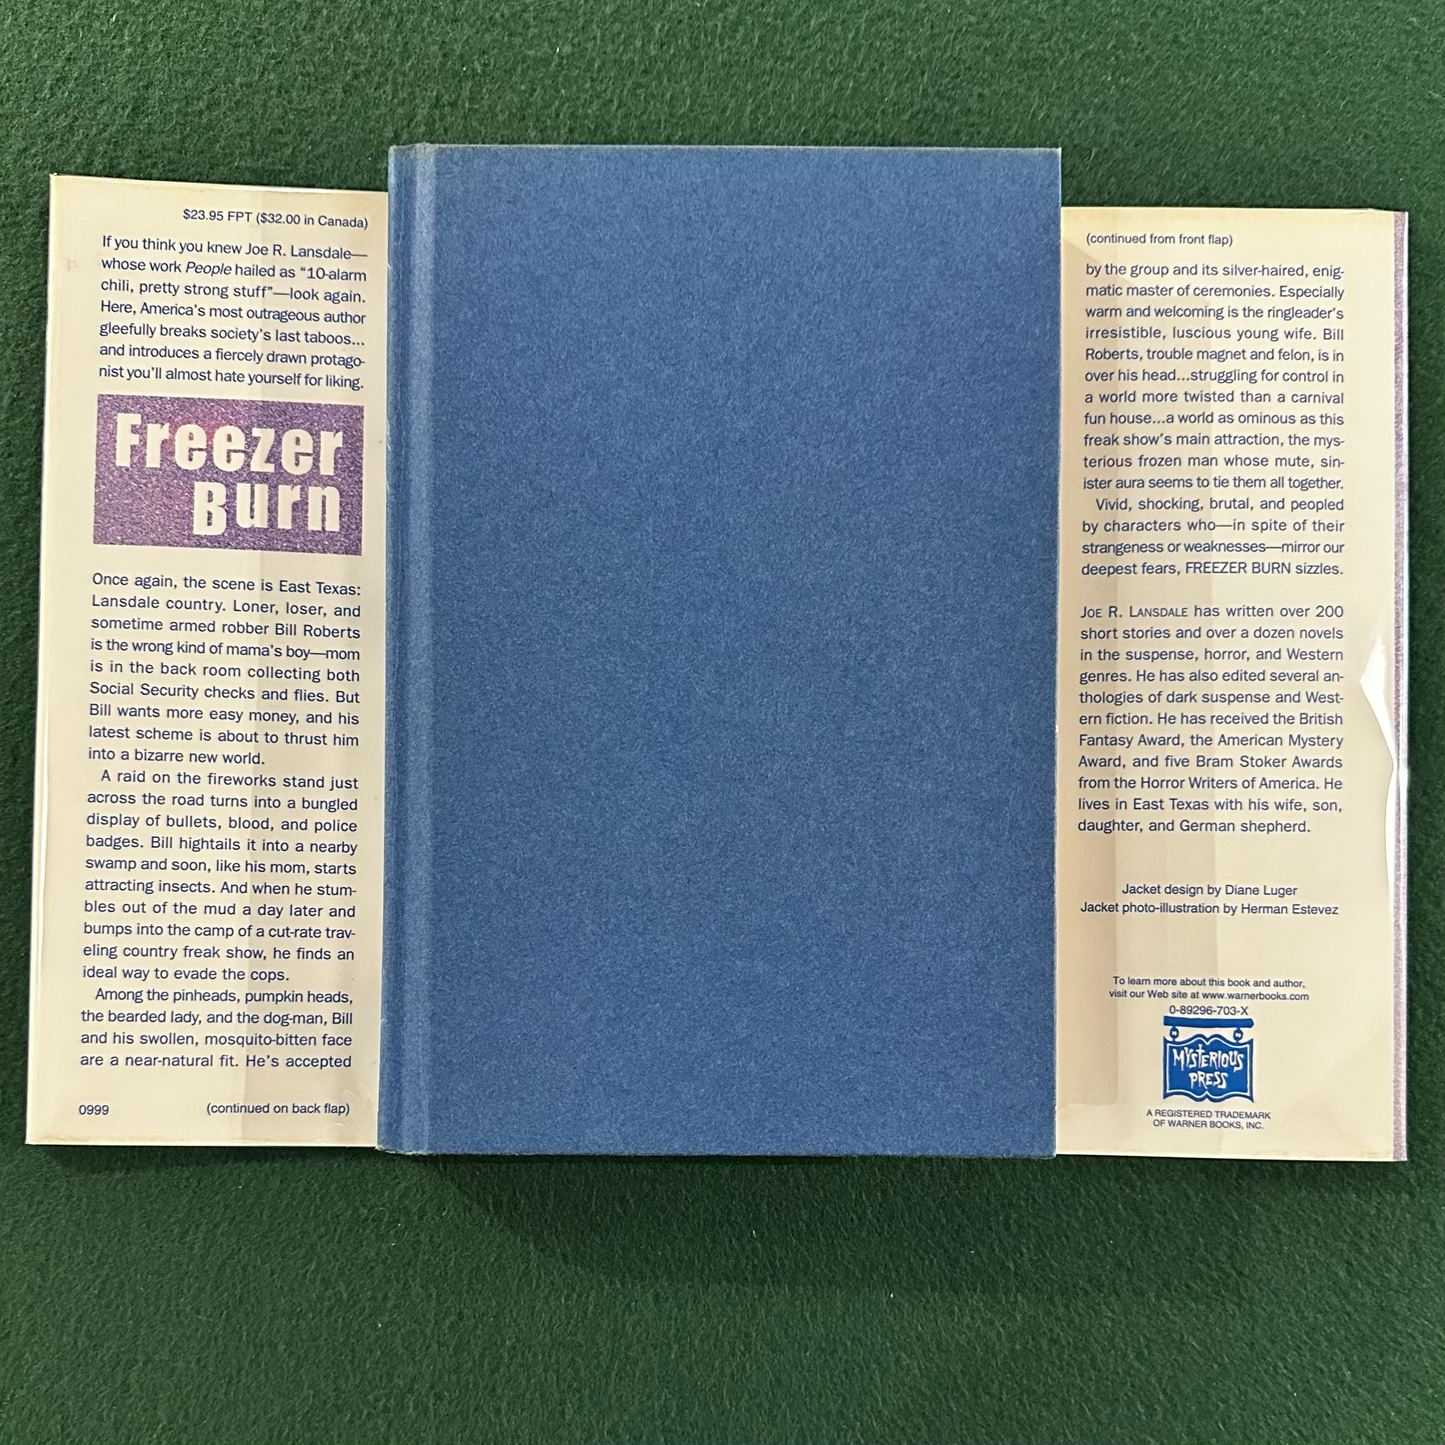 $23.95 FPT ($32.00 in Canada)
If you think you knew Joe R. Lansdale—
whose work People hailed as "10-alarm
chili, pretty strong stuff"—look again.
Here, America's most outrageous author
gleefully breaks society's last taboos...
and introduces a fiercely drawn protago-
nist you'll almost hate yourself for liking.
Freezer
Burn
Once again, the scene is East Texas:
Lansdale country. Loner, loser, and
sometime armed robber Bill Roberts
is the wrong kind of mama's boy—mom
is in the back room collecting both
Social Security checks and flies. But
Bill wants more easy money, and his
latest scheme is about to thrust him
into a bizarre new world.
A raid on the fireworks stand just
across the road turns into a bungled
display of bullets, blood, and police
badges. Bill hightails it into a nearby
swamp and soon, like his mom, starts
attracting insects. And when he stum-
bles out of the mud a day later and
bumps into the camp of a cut-rate trav-
eling country freak show, he finds an
ideal way to evade the cops.
Among the pinheads, pumpkin heads,
the bearded lady, and the dog-man, Bill
and his swollen, mosquito-bitten face
are a near-natural fit. He's accepted
0999
(continued on back flap)
(continued from front flap)
by the group and its silver-haired, enig-
matic master of ceremonies. Especially
warm and welcoming is the ringleader's
irresistible, luscious young wife. Bill
Roberts, trouble magnet and felon, is in
over his head...struggling for control in
a world more twisted than a carnival
fun house...a world as ominous as this
freak show's main attraction, the mys-
terious frozen man whose mute, sin-
ister aura seems to tie them all together.
Vivid, shocking, brutal, and peopled
by characters who—in spite of their
strangeness or weaknesses—mirror our
deepest fears, FREEZER BURN sizzles.
JOE R. LANSDALE has written over 200
short stories and over a dozen novels
in the suspense, horror, and Western
genres. He has also edited several an-
thologies of dark suspense and West-
ern fiction. He has received the British
Fantasy Award, the American Mystery
Award, and five Bram Stoker Awards
from the Horror Writers of America. He
lives in East Texas with his wife, son,
daughter, and German shepherd.
Jacket design by Diane Luger
Jacket photo-illustration by Herman Estevez
To learn more about this book and author,
visit our Web site at www.warnerbooks.com
0-89296-703-X
MYSTERIOUS
PRESS
A REGISTERED TRADEMARK
OF WARNER BOOKS, INC.